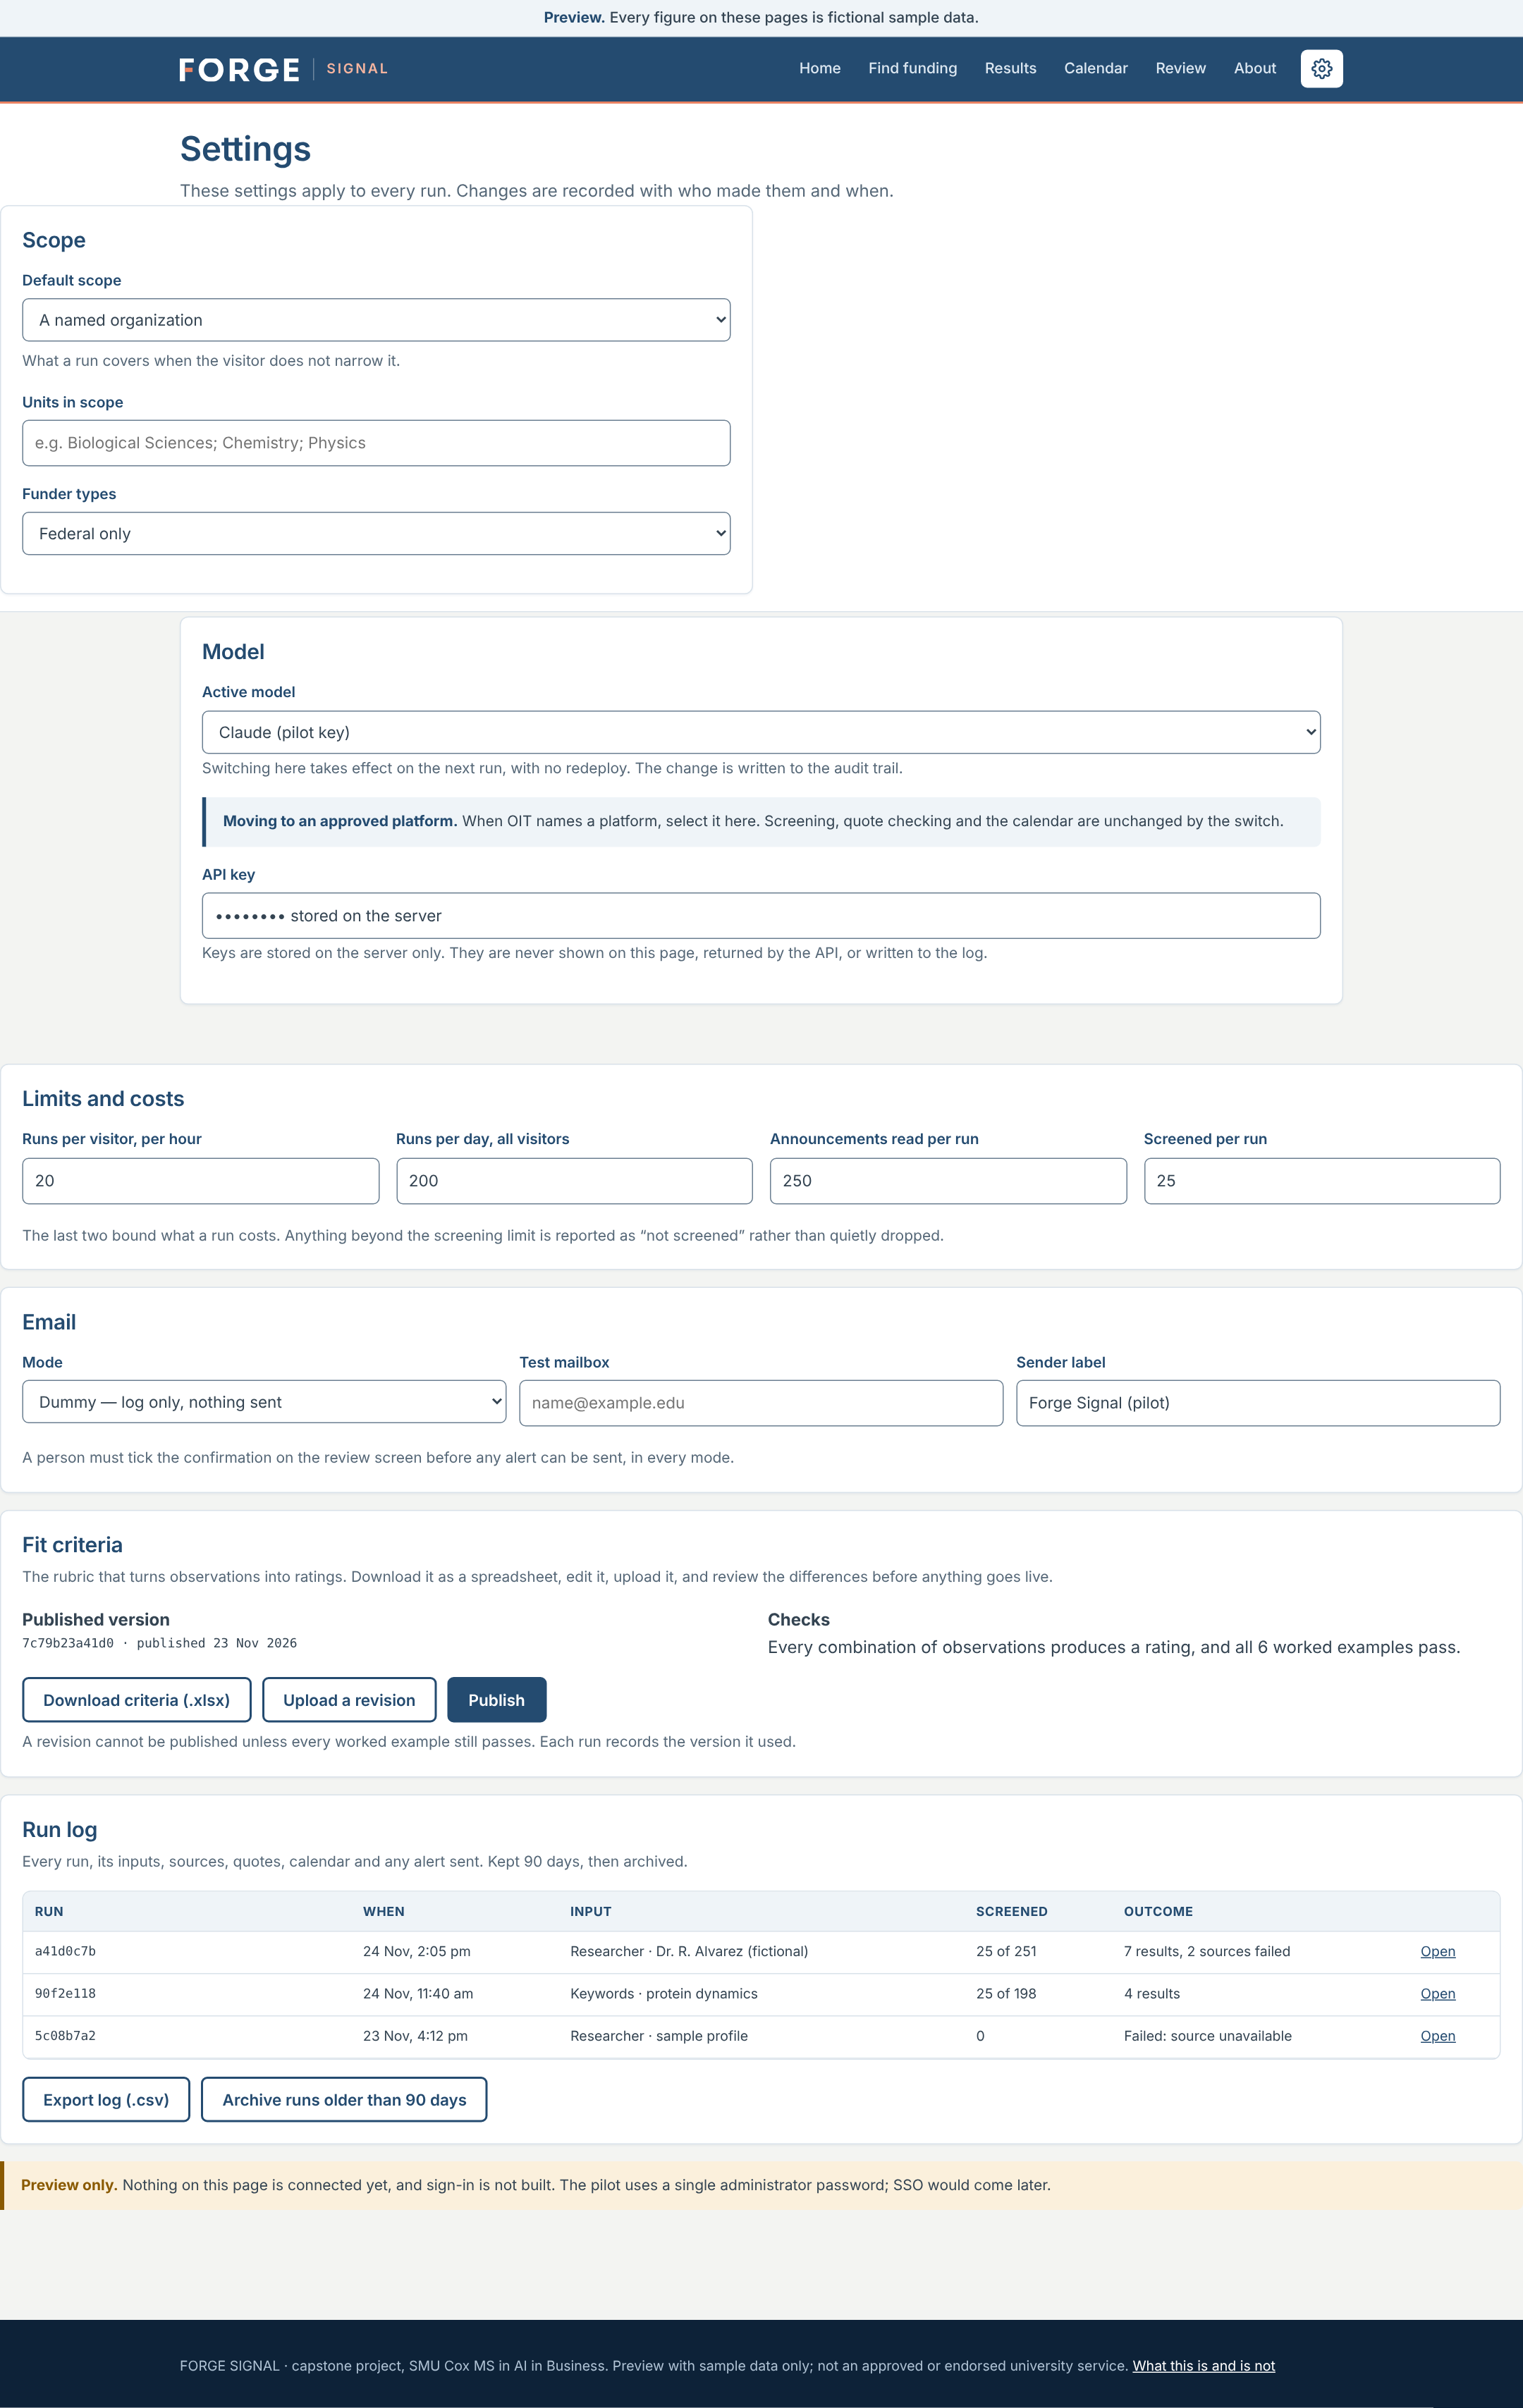 Preview. Every figure on these pages is fictional sample data.
FORGE SIGNAL
Home Find funding Results Calendar Review About
Settings
These settings apply to every run. Changes are recorded with who made them and when.
Scope
Default scope
A named organization
What a run covers when the visitor does not narrow it.
Units in scope
e.g. Biological Sciences; Chemistry; Physics
Funder types
Federal only
Model
Active model
Claude (pilot key)
Switching here takes effect on the next run, with no redeploy. The change is written to the audit trail.
Moving to an approved platform. When OIT names a platform, select it here. Screening, quote checking and the calendar are unchanged by the switch.
API key
•••••••• stored on the server
Keys are stored on the server only. They are never shown on this page, returned by the API, or written to the log.
Limits and costs
Runs per visitor, per hour Runs per day, all visitors Announcements read per run Screened per run
20 200 250 25
The last two bound what a run costs. Anything beyond the screening limit is reported as “not screened” rather than quietly dropped.
Email
Mode Test mailbox Sender label
Dummy — log only, nothing sent name@example.edu Forge Signal (pilot)
A person must tick the confirmation on the review screen before any alert can be sent, in every mode.
Fit criteria
The rubric that turns observations into ratings. Download it as a spreadsheet, edit it, upload it, and review the differences before anything goes live.
Published version Checks
7c79b23a41d0 · published 23 Nov 2026 Every combination of observations produces a rating, and all 6 worked examples pass.
Download criteria (.xlsx) Upload a revision Publish
A revision cannot be published unless every worked example still passes. Each run records the version it used.
Run log
Every run, its inputs, sources, quotes, calendar and any alert sent. Kept 90 days, then archived.
RUN WHEN INPUT SCREENED OUTCOME
a41d0c7b 24 Nov, 2:05 pm Researcher · Dr. R. Alvarez (fictional) 25 of 251 7 results, 2 sources failed Open
90f2e118 24 Nov, 11:40 am Keywords · protein dynamics 25 of 198 4 results Open
5c08b7a2 23 Nov, 4:12 pm Researcher · sample profile 0 Failed: source unavailable Open
Export log (.csv) Archive runs older than 90 days
Preview only. Nothing on this page is connected yet, and sign-in is not built. The pilot uses a single administrator password; SSO would come later.
FORGE SIGNAL · capstone project, SMU Cox MS in AI in Business. Preview with sample data only; not an approved or endorsed university service. What this is and is not